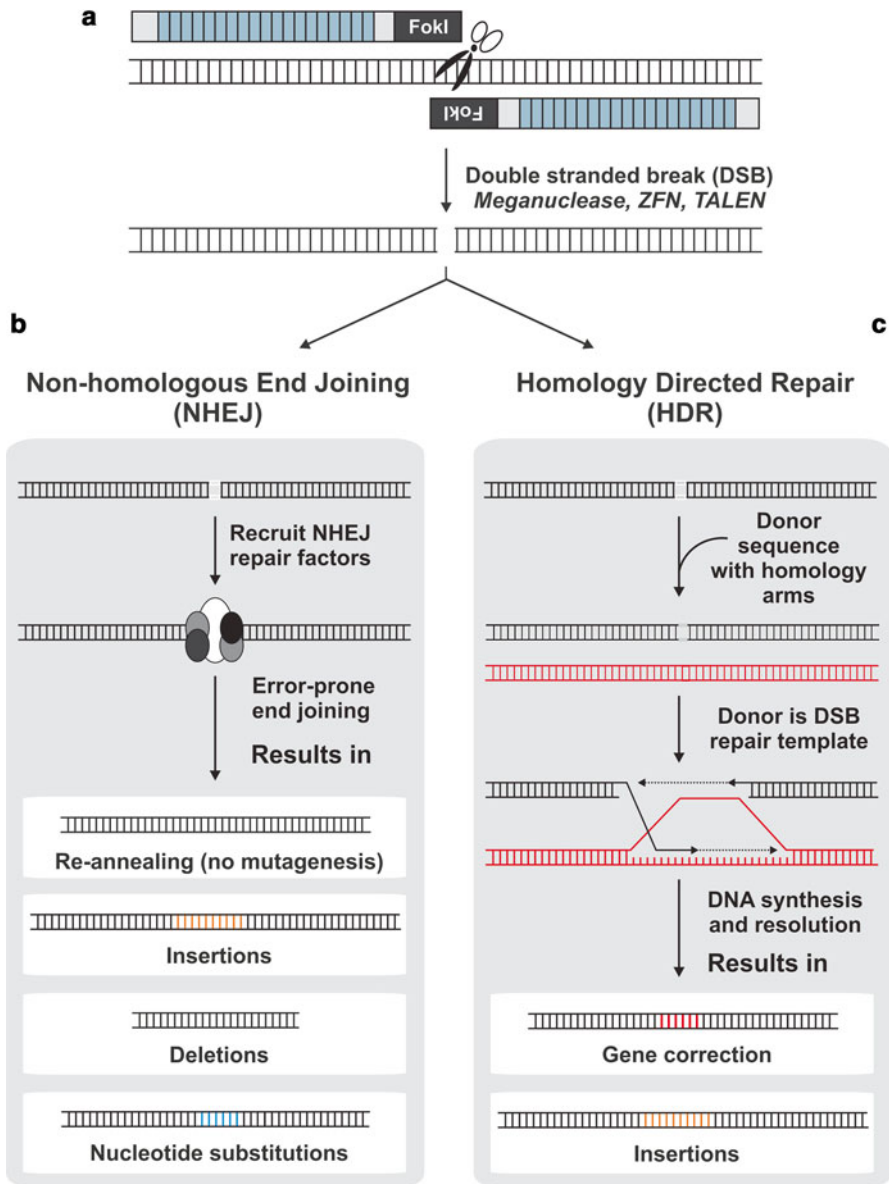 a
FokI
FokI
Double stranded break (DSB)
Meganuclease, ZFN, TALEN
b
Non-homologous End Joining
(NHEJ)
Recruit NHEJ
repair factors
Error-prone
end joining
Results in
Re-annealing (no mutagenesis)
Insertions
Deletions
Nucleotide substitutions
c
Homology Directed Repair
(HDR)
Donor
sequence
with homology
arms
Donor is DSB
repair template
DNA synthesis
and resolution
Results in
Gene correction
Insertions